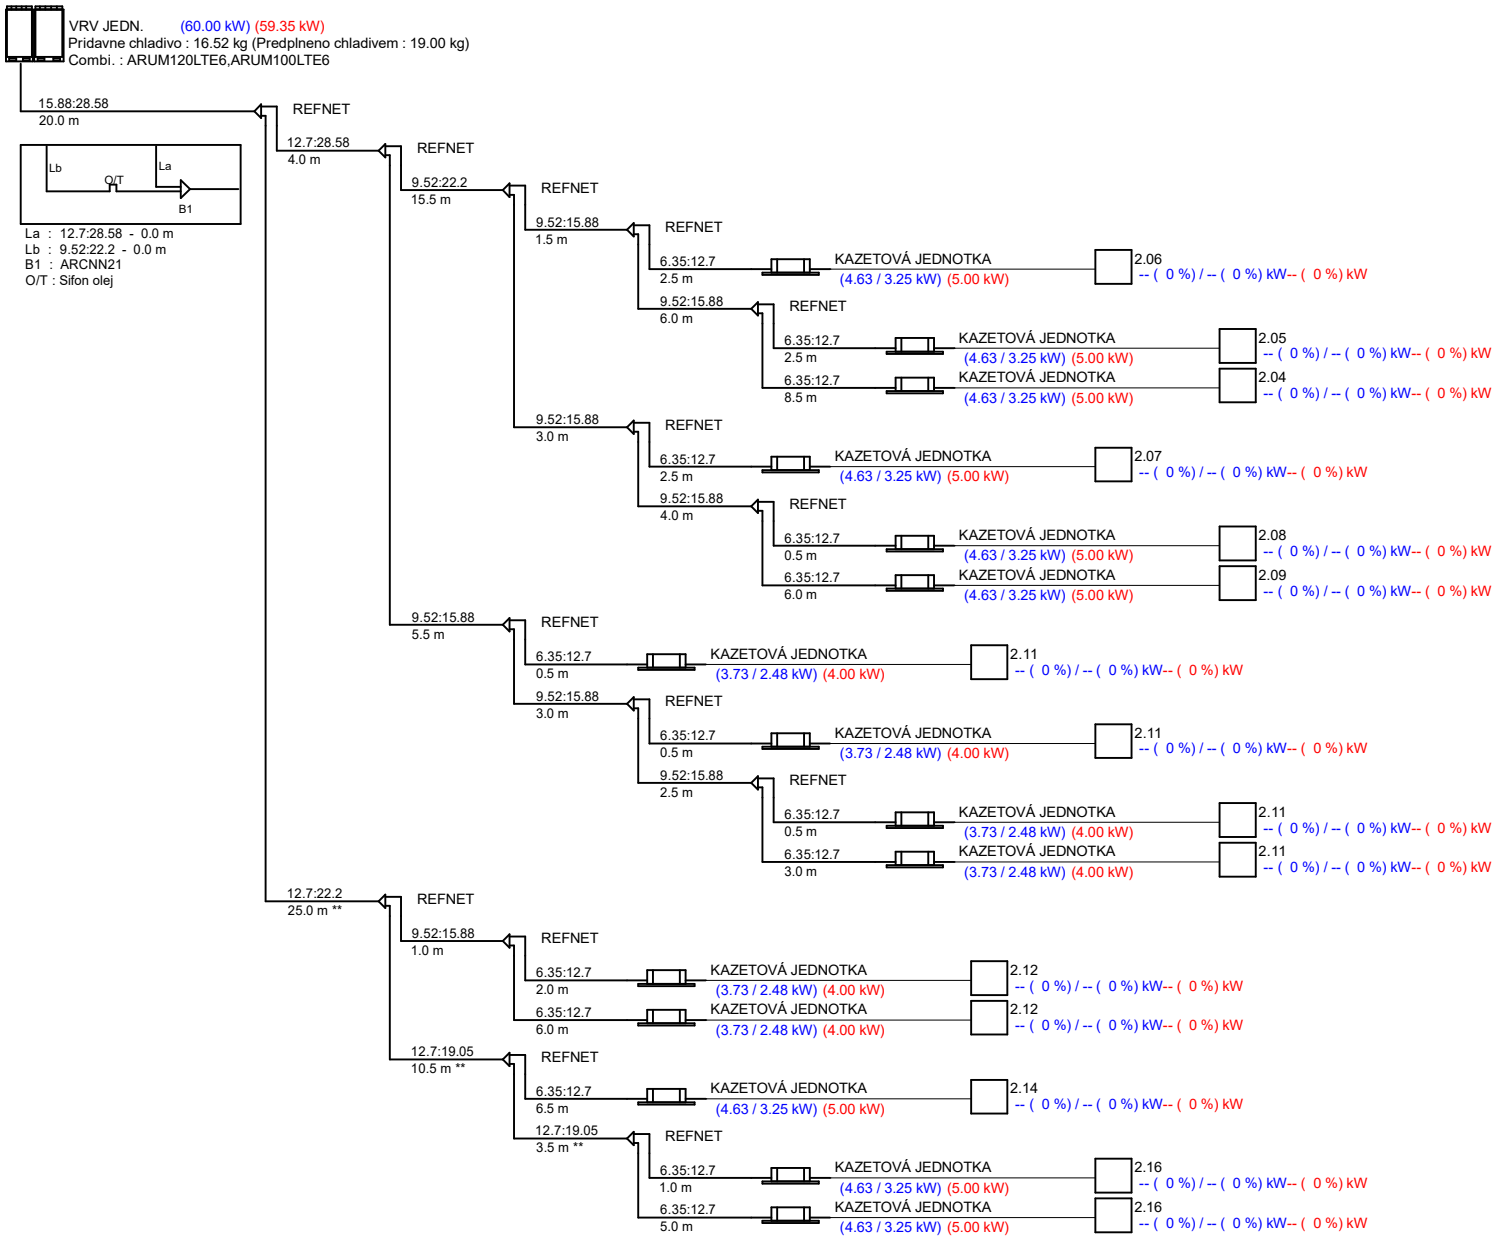 VRV JEDN. (60.00 kW) (59.35 kW)
Pridavne chladivo : 16.52 kg (Predplneno chladivem : 19.00 kg)
Combi. : ARUM120LTE6,ARUM100LTE6
15.88:28.58
20.0 m
REFNET
Lb
O/T
La
B1
La : 12.7:28.58 - 0.0 m
Lb : 9.52:22.2 - 0.0 m
B1 : ARCNN21
O/T : Sifon olej
12.7:28.58
4.0 m
REFNET
9.52:22.2
15.5 m
REFNET
9.52:15.88
1.5 m
REFNET
6.35:12.7
2.5 m
KAZETOVÁ JEDNOTKA
(4.63 / 3.25 kW) (5.00 kW)
2.06
-- ( 0 %) / -- ( 0 %) kW-- ( 0 %) kW
9.52:15.88
6.0 m
REFNET
6.35:12.7
2.5 m
KAZETOVÁ JEDNOTKA
(4.63 / 3.25 kW) (5.00 kW)
2.05
-- ( 0 %) / -- ( 0 %) kW-- ( 0 %) kW
6.35:12.7
8.5 m
KAZETOVÁ JEDNOTKA
(4.63 / 3.25 kW) (5.00 kW)
2.04
-- ( 0 %) / -- ( 0 %) kW-- ( 0 %) kW
9.52:15.88
3.0 m
REFNET
6.35:12.7
2.5 m
KAZETOVÁ JEDNOTKA
(4.63 / 3.25 kW) (5.00 kW)
2.07
-- ( 0 %) / -- ( 0 %) kW-- ( 0 %) kW
9.52:15.88
4.0 m
REFNET
6.35:12.7
0.5 m
KAZETOVÁ JEDNOTKA
(4.63 / 3.25 kW) (5.00 kW)
2.08
-- ( 0 %) / -- ( 0 %) kW-- ( 0 %) kW
6.35:12.7
6.0 m
KAZETOVÁ JEDNOTKA
(4.63 / 3.25 kW) (5.00 kW)
2.09
-- ( 0 %) / -- ( 0 %) kW-- ( 0 %) kW
9.52:15.88
5.5 m
REFNET
6.35:12.7
0.5 m
KAZETOVÁ JEDNOTKA
(3.73 / 2.48 kW) (4.00 kW)
2.11
-- ( 0 %) / -- ( 0 %) kW-- ( 0 %) kW
9.52:15.88
3.0 m
REFNET
6.35:12.7
0.5 m
KAZETOVÁ JEDNOTKA
(3.73 / 2.48 kW) (4.00 kW)
2.11
-- ( 0 %) / -- ( 0 %) kW-- ( 0 %) kW
9.52:15.88
2.5 m
REFNET
6.35:12.7
0.5 m
KAZETOVÁ JEDNOTKA
(3.73 / 2.48 kW) (4.00 kW)
2.11
-- ( 0 %) / -- ( 0 %) kW-- ( 0 %) kW
6.35:12.7
3.0 m
KAZETOVÁ JEDNOTKA
(3.73 / 2.48 kW) (4.00 kW)
2.11
-- ( 0 %) / -- ( 0 %) kW-- ( 0 %) kW
12.7:22.2
25.0 m **
REFNET
9.52:15.88
1.0 m
REFNET
6.35:12.7
2.0 m
KAZETOVÁ JEDNOTKA
(3.73 / 2.48 kW) (4.00 kW)
2.12
-- ( 0 %) / -- ( 0 %) kW-- ( 0 %) kW
6.35:12.7
6.0 m
KAZETOVÁ JEDNOTKA
(3.73 / 2.48 kW) (4.00 kW)
2.12
-- ( 0 %) / -- ( 0 %) kW-- ( 0 %) kW
12.7:19.05
10.5 m **
REFNET
6.35:12.7
6.5 m
KAZETOVÁ JEDNOTKA
(4.63 / 3.25 kW) (5.00 kW)
2.14
-- ( 0 %) / -- ( 0 %) kW-- ( 0 %) kW
12.7:19.05
3.5 m **
REFNET
6.35:12.7
1.0 m
KAZETOVÁ JEDNOTKA
(4.63 / 3.25 kW) (5.00 kW)
2.16
-- ( 0 %) / -- ( 0 %) kW-- ( 0 %) kW
6.35:12.7
5.0 m
KAZETOVÁ JEDNOTKA
(4.63 / 3.25 kW) (5.00 kW)
2.16
-- ( 0 %) / -- ( 0 %) kW-- ( 0 %) kW